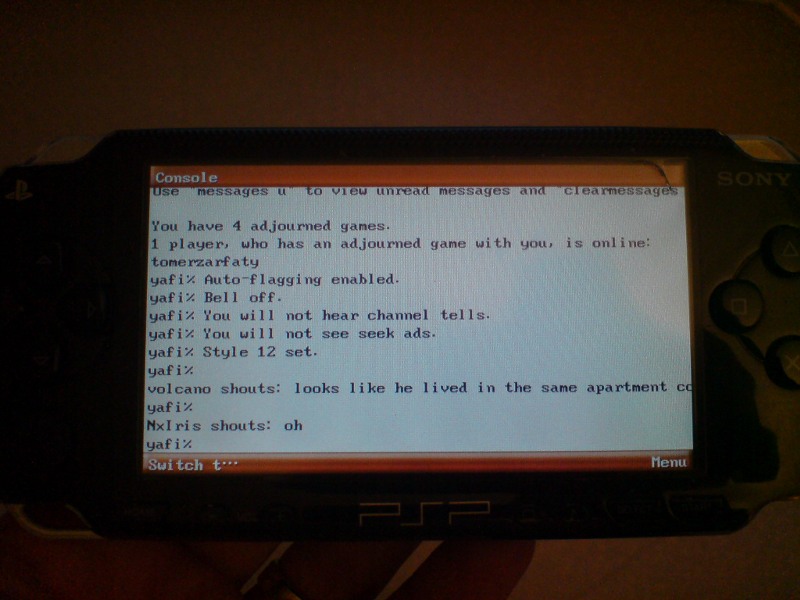 SONY
Console
Use "messages u" to view unread messages and "clearmessages
You have 4 adjourned games.
1 player, who has an adjourned game with you, is online:
tomerzarfaty
yafi% Auto-flagging enabled.
yafi% Bell off.
yafi% You will not hear channel tells.
yafi% You will not see seek ads.
yafi% Style 12 set.
yafi%
volcano shouts: looks like he lived in the same apartment co
yafi%
NxIris shouts: oh
yafi%
Switch t...
Menu
PSP